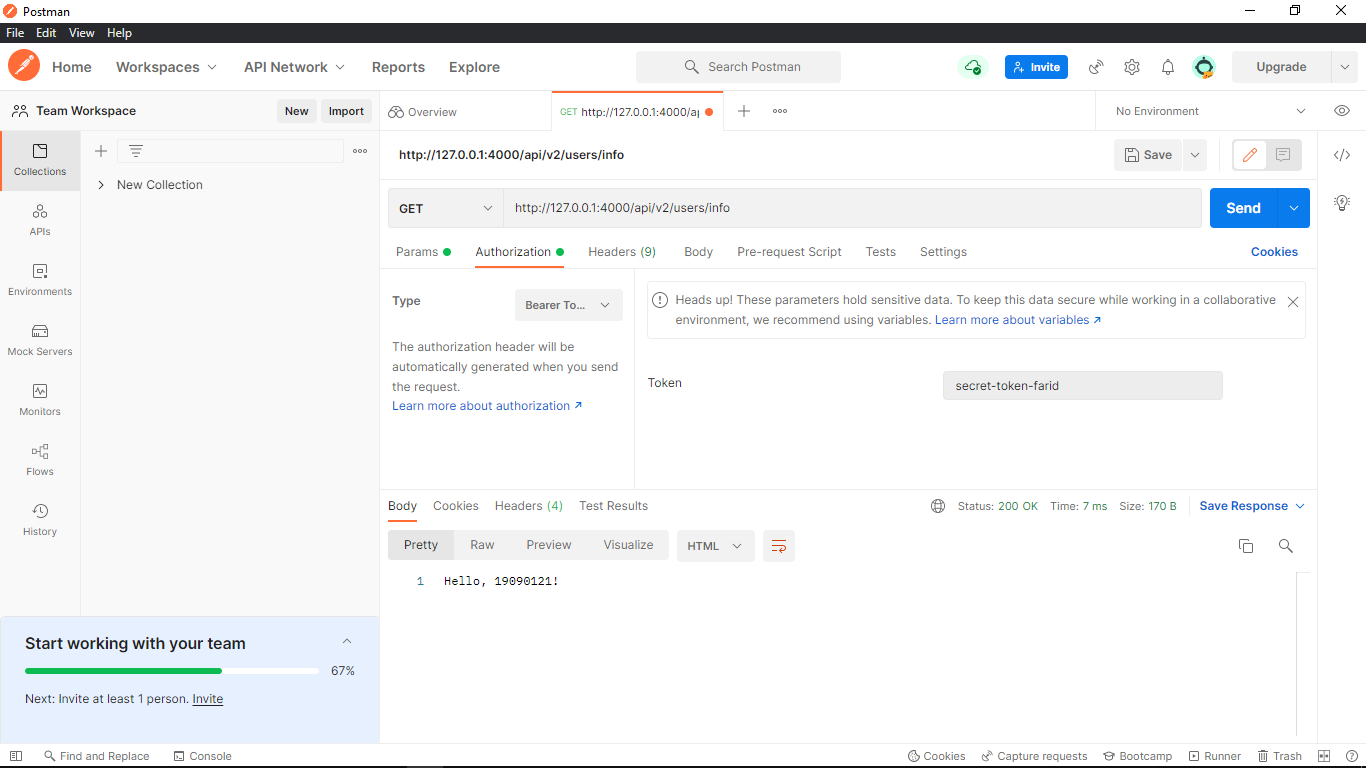 Postman
File Edit View Help
Home Workspaces API Network Reports Explore Search Postman Invite Upgrade
Team Workspace New Import
Overview GET http://127.0.0.1:4000/ap No Environment
Collections
APIs
Environments
Mock Servers
Monitors
Flows
History
New Collection
http://127.0.0.1:4000/api/v2/users/info Save
GET http://127.0.0.1:4000/api/v2/users/info Send
Params Authorization Headers (9) Body Pre-request Script Tests Settings Cookies
Type Bearer To...
The authorization header will be
automatically generated when you send
the request.
Learn more about authorization ↗
Heads up! These parameters hold sensitive data. To keep this data secure while working in a collaborative
environment, we recommend using variables. Learn more about variables ↗
Token secret-token-farid
Body Cookies Headers (4) Test Results Status: 200 OK Time: 7 ms Size: 170 B Save Response
Pretty Raw Preview Visualize HTML
1 Hello, 19090121!
Start working with your team
67%
Next: Invite at least 1 person. Invite
Find and Replace Console Cookies Capture requests Bootcamp Runner Trash